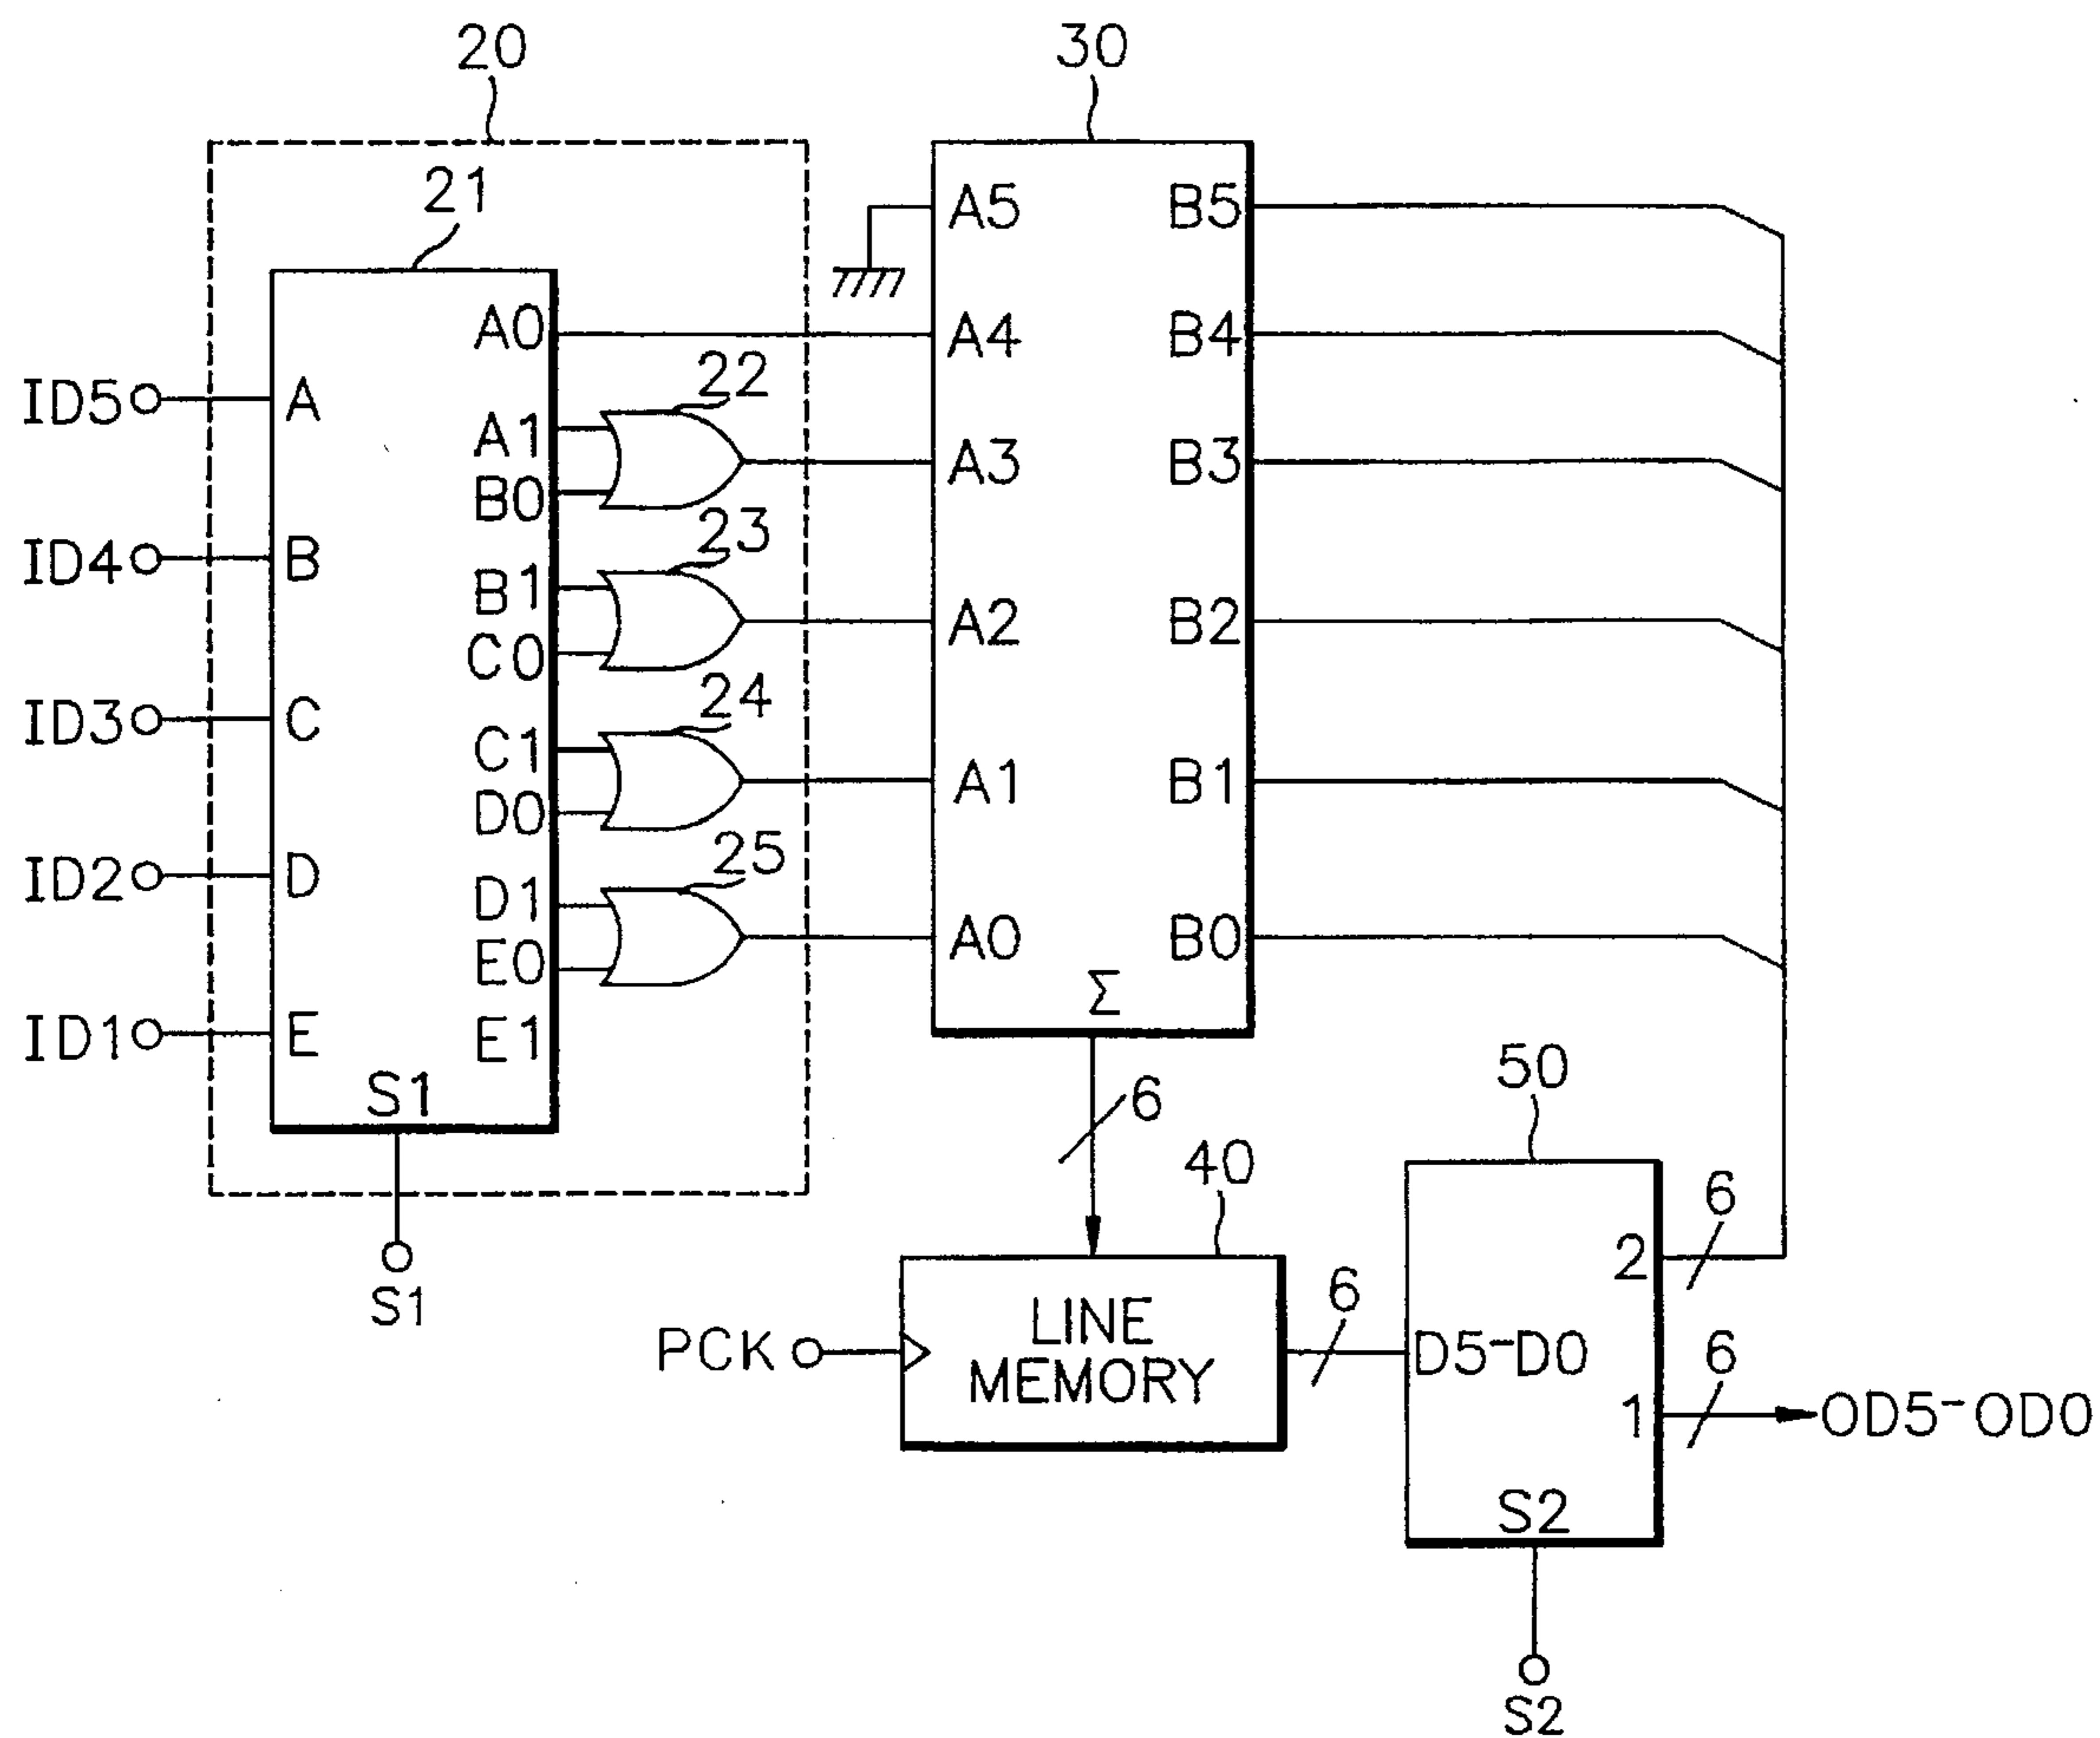 20
30
21
A5 B5
A0
A4 B4
22
ID5 A
A1
A3 B3
B0
23
ID4 B
B1
A2 B2
C0
24
ID3 C
C1
A1 B1
D0
25
ID2 D
D1
A0 B0
E0
Σ
ID1 E
E1
S1
6
50
40
6
2
S1
6
LINE
PCK
MEMORY
D5-D0
6
1
OD5-OD0
S2
S2